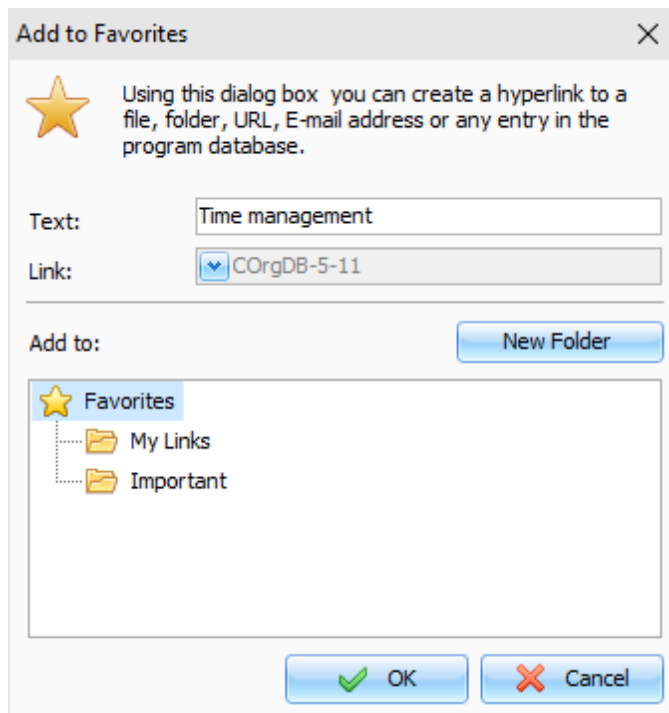 Add to Favorites
Using this dialog box  you can create a hyperlink to a
file, folder, URL, E-mail address or any entry in the
program database.
Text: Time management
Link: COrgDB-5-11
Add to: New Folder
Favorites
My Links
Important
OK Cancel